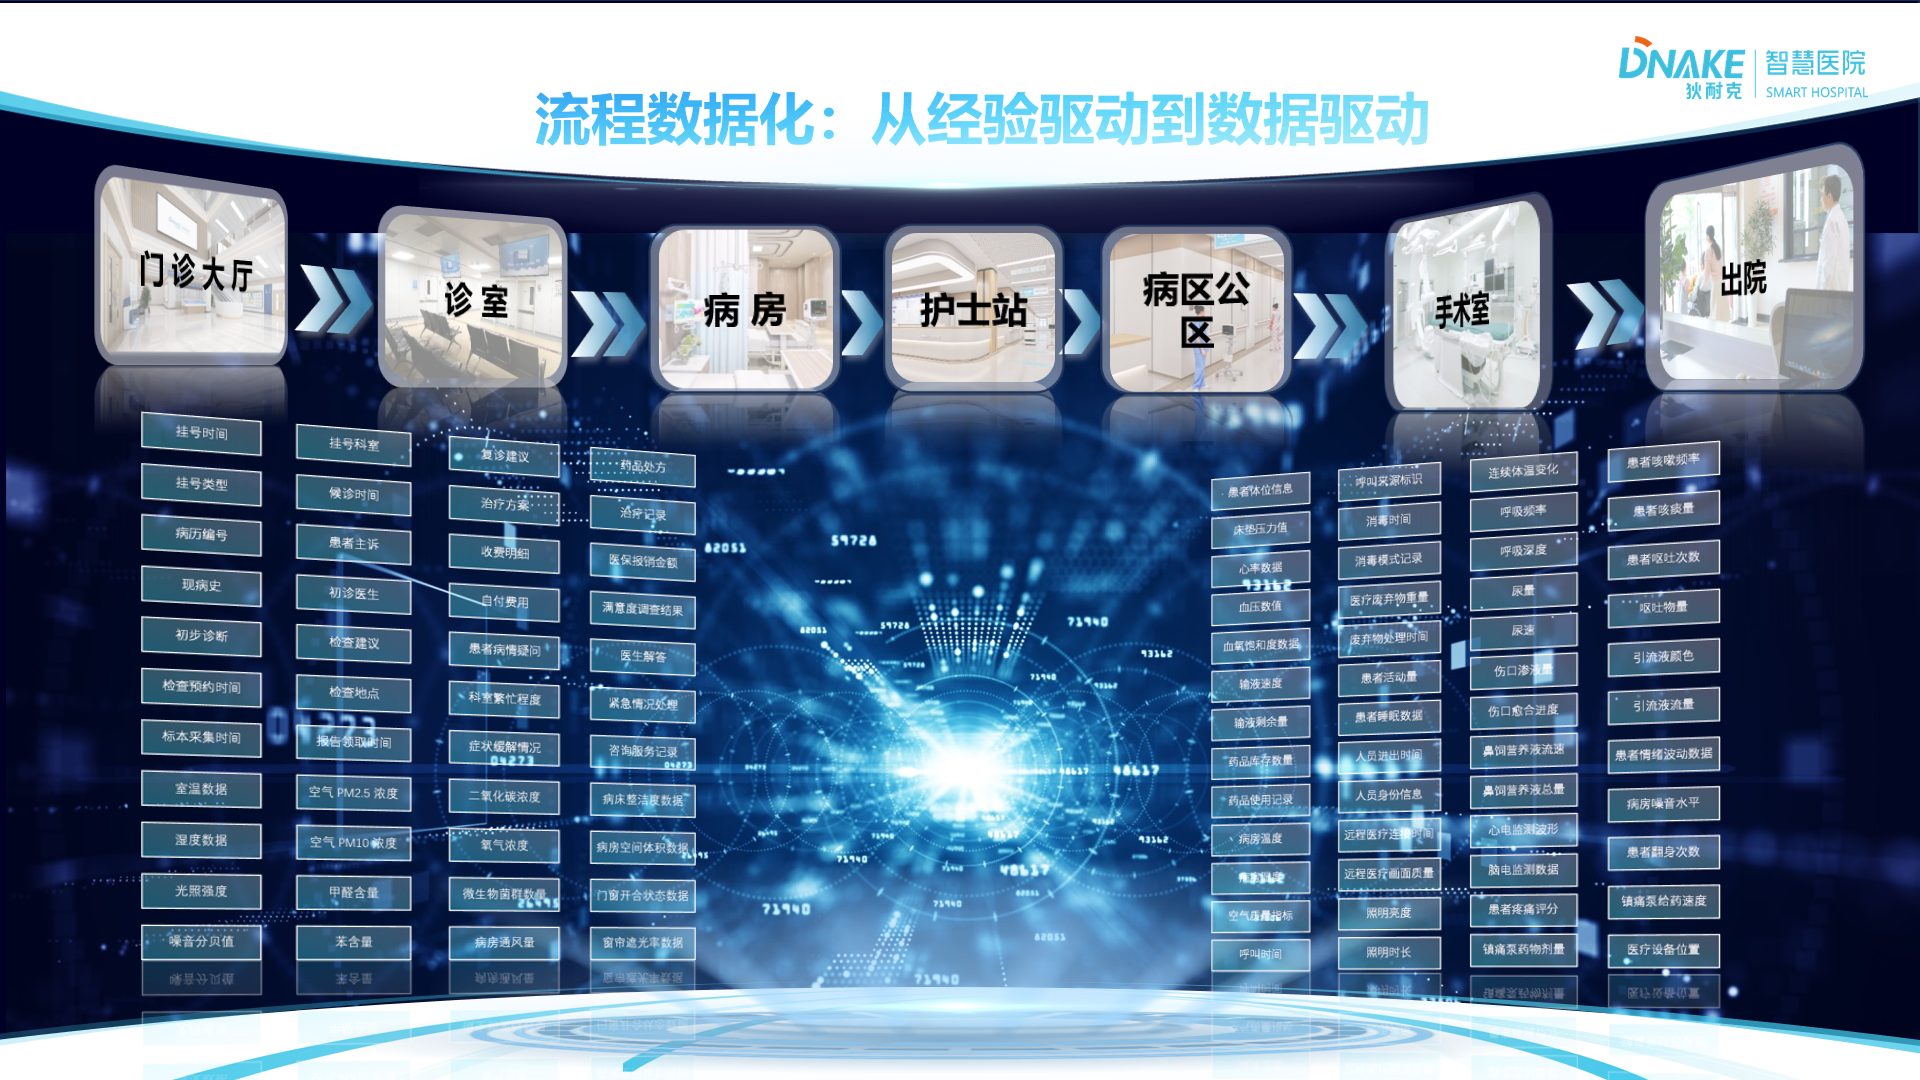 DNAKE
狄耐克
智慧医院
SMART HOSPITAL
流程数据化：从经验驱动到数据驱动
门诊大厅
诊室
病房
护士站
病区公
区
手术室
出院
挂号时间
挂号类型
病历编号
现病史
初步诊断
检查预约时间
标本采集时间
室温数据
湿度数据
光照强度
噪音分贝值
挂号科室
候诊时间
患者主诉
初诊医生
检查建议
检查地点
报告领取时间
空气 PM2.5 浓度
空气 PM10 浓度
甲醛含量
苯含量
复诊建议
治疗方案
收费明细
自付费用
患者病情疑问
科室繁忙程度
症状缓解情况
二氧化碳浓度
氧气浓度
微生物菌群数量
病房通风量
药品处方
治疗记录
医保报销金额
满意度调查结果
医生解答
紧急情况处理
咨询服务记录
病床整洁度数据
病房空间体积数据
门窗开合状态数据
窗帘遮光率数据
患者体位信息
床垫压力值
心率数据
血压数值
血氧饱和度数据
输液速度
输液剩余量
药品库存数量
药品使用记录
病房温度
空气质量指标
呼叫时间
呼叫来源标识
消毒时间
消毒模式记录
医疗废弃物重量
废弃物处理时间
患者活动量
患者睡眠数据
人员进出时间
人员身份信息
远程医疗连接时间
远程医疗画面质量
照明亮度
照明时长
连续体温变化
呼吸频率
呼吸深度
尿量
尿速
伤口渗液量
伤口愈合进度
鼻饲营养液流速
鼻饲营养液总量
心电监测波形
脑电监测数据
患者疼痛评分
镇痛泵药物剂量
患者咳嗽频率
患者咳痰量
患者呕吐次数
呕吐物量
引流液颜色
引流液流量
患者情绪波动数据
病房噪音水平
患者翻身次数
镇痛泵给药速度
医疗设备位置
82051
59728
93162
71940
82051
59728
93162
04273
48617
71940
48617
26495
71940
82051
71940